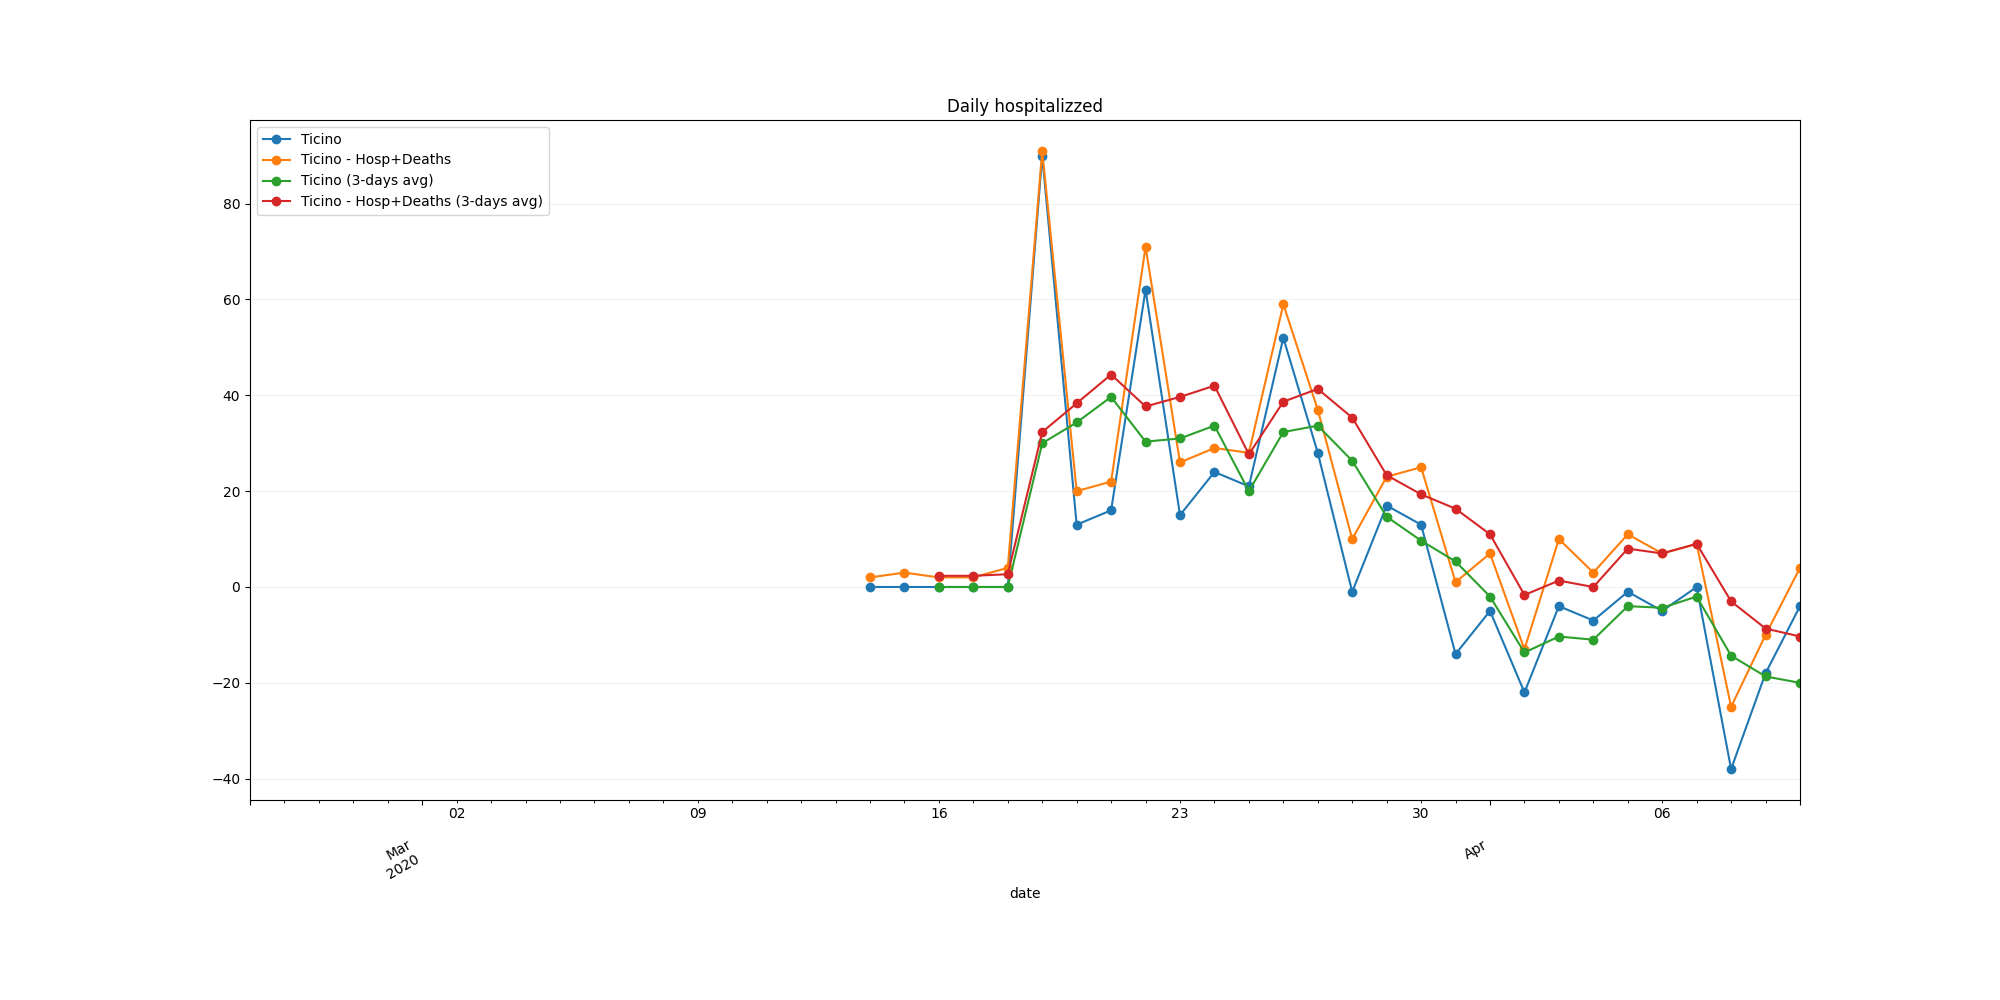 Daily hospitalizzed
Ticino
Ticino - Hosp+Deaths
Ticino (3-days avg)
Ticino - Hosp+Deaths (3-days avg)
80
60
40
20
0
−20
−40
02
09
16
23
30
06
Mar
2020
Apr
date